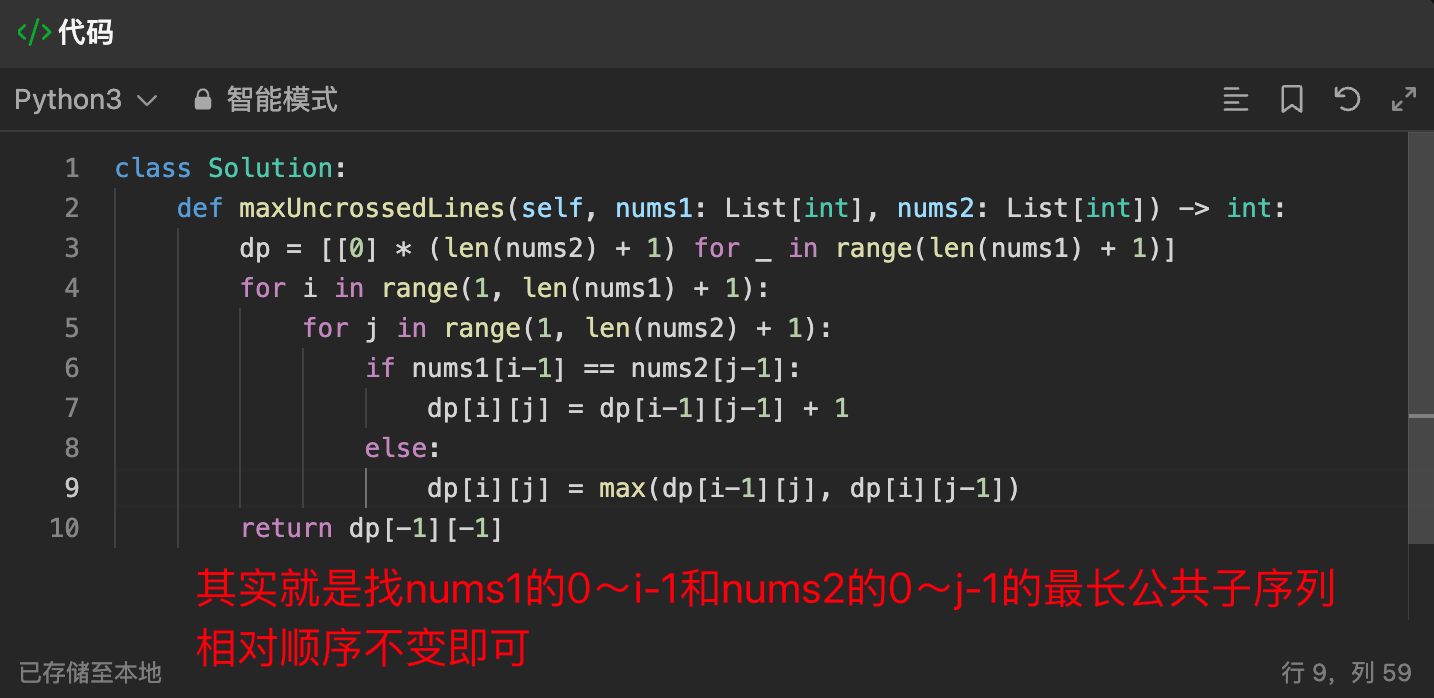 </> 代码
Python3 智能模式
1 class Solution:
2     def maxUncrossedLines(self, nums1: List[int], nums2: List[int]) -> int:
3         dp = [[0] * (len(nums2) + 1) for _ in range(len(nums1) + 1)]
4         for i in range(1, len(nums1) + 1):
5             for j in range(1, len(nums2) + 1):
6                 if nums1[i-1] == nums2[j-1]:
7                     dp[i][j] = dp[i-1][j-1] + 1
8                 else:
9                     dp[i][j] = max(dp[i-1][j], dp[i][j-1])
10         return dp[-1][-1]
其实就是找nums1的0～i-1和nums2的0～j-1的最长公共子序列
相对顺序不变即可
已存储至本地 行 9，列 59